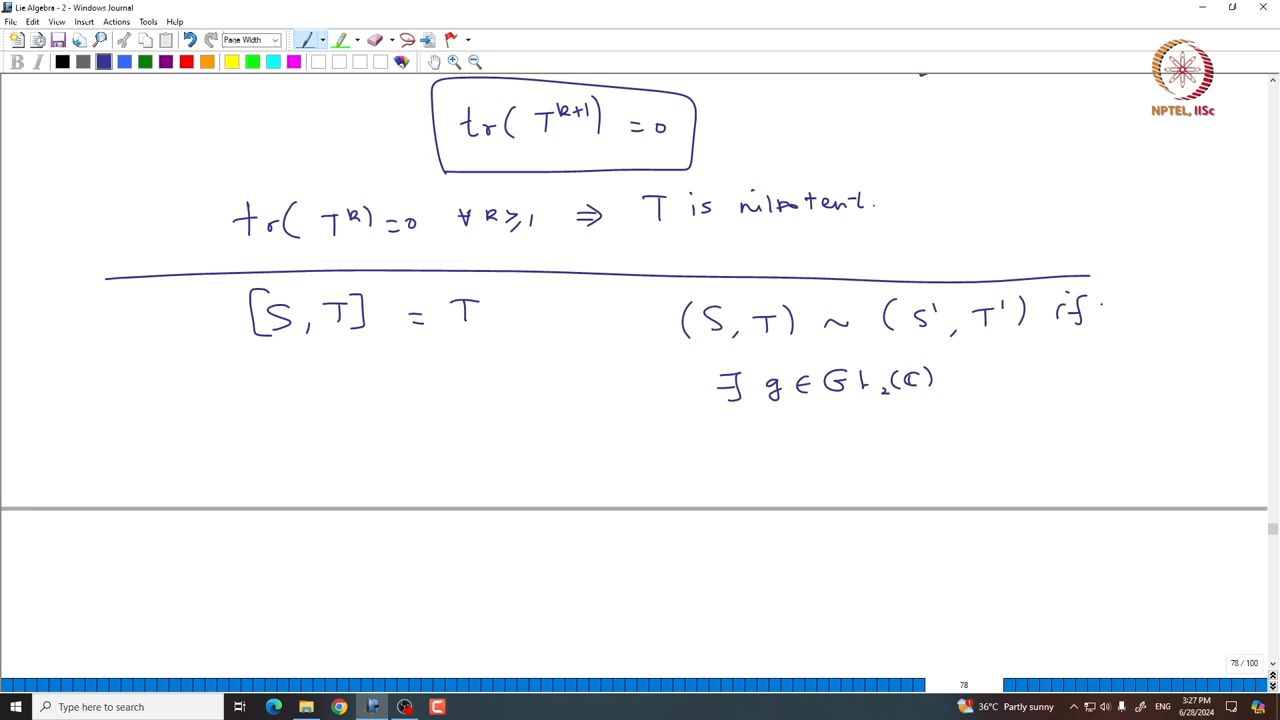 Lie Algebra - 2 - Windows Journal
File Edit View Insert Actions Tools Help
Page Width
B I
NPTEL, IISc
tr( T^{k+1}) = 0
tr( T^k) = 0 ∀ k ≥ 1 ⇒ T is nilpotent.
[S, T] = T (S, T) ~ (S', T') if
∃ g ∈ GL_2(ℂ)
78 / 100
78
Type here to search
36°C Partly sunny
3:27 PM
6/28/2024